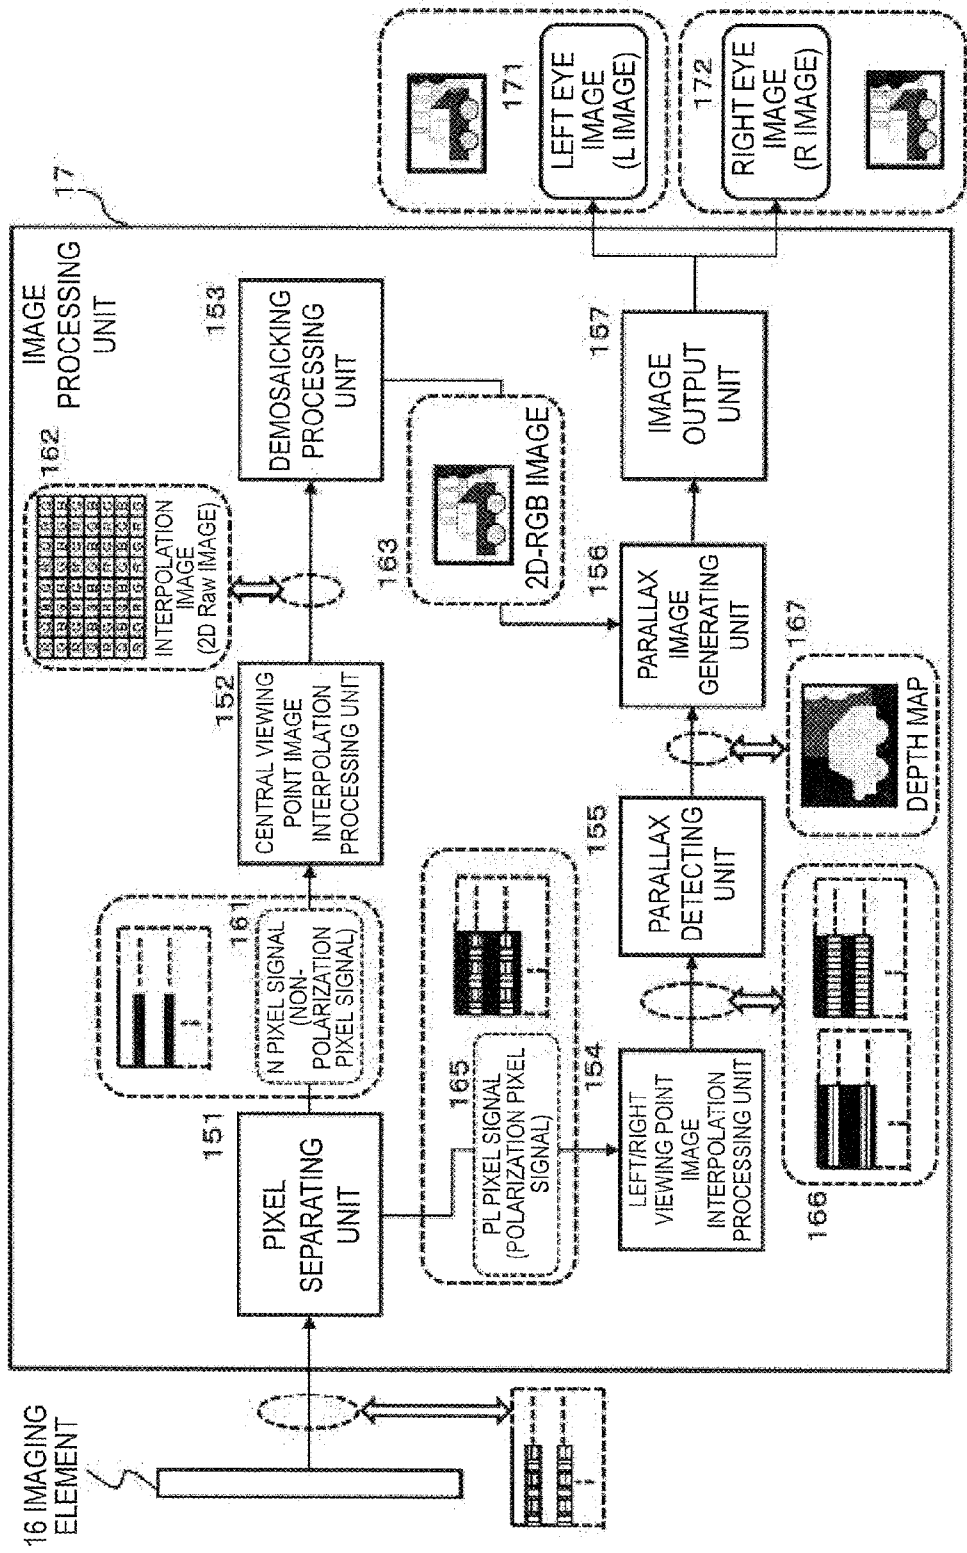 16 IMAGING
ELEMENT
17
IMAGE
PROCESSING
UNIT
151
PIXEL
SEPARATING
UNIT
161
N PIXEL SIGNAL
(NON-
POLARIZATION
PIXEL SIGNAL)
152
CENTRAL VIEWING
POINT IMAGE
INTERPOLATION
PROCESSING UNIT
162
INTERPOLATION
IMAGE
(2D Raw IMAGE)
153
DEMOSAICKING
PROCESSING
UNIT
163
2D-RGB IMAGE
165
PL PIXEL SIGNAL
(POLARIZATION PIXEL
SIGNAL)
154
LEFT/RIGHT
VIEWING POINT
IMAGE
INTERPOLATION
PROCESSING UNIT
166
155
PARALLAX
DETECTING
UNIT
167
DEPTH MAP
156
PARALLAX
IMAGE
GENERATING
UNIT
157
IMAGE
OUTPUT
UNIT
171
LEFT EYE
IMAGE
(L IMAGE)
172
RIGHT EYE
IMAGE
(R IMAGE)